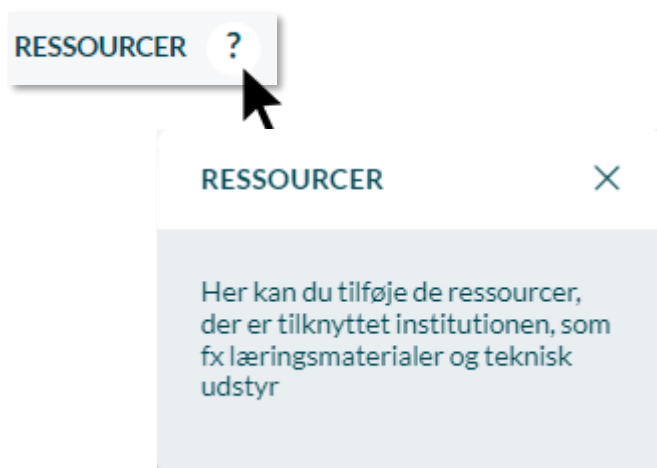 RESSOURCER ?
RESSOURCER
Her kan du tilføje de ressourcer,
der er tilknyttet institutionen, som
fx læringsmaterialer og teknisk
udstyr